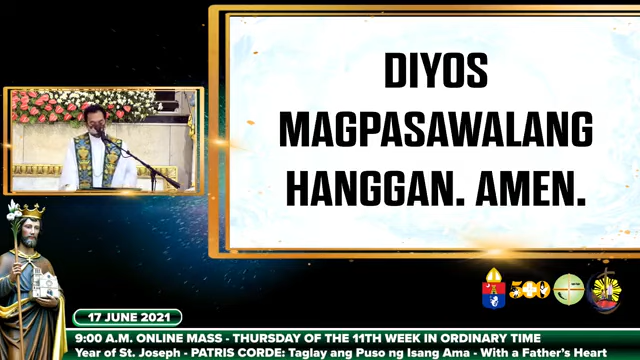 DIYOS
MAGPASAWALANG
HANGGAN. AMEN.
500
17 JUNE 2021
9:00 A.M. ONLINE MASS - THURSDAY OF THE 11TH WEEK IN ORDINARY TIME
Year of St. Joseph - PATRIS CORDE: Taglay ang Puso ng Isang Ama - With a Father's Heart